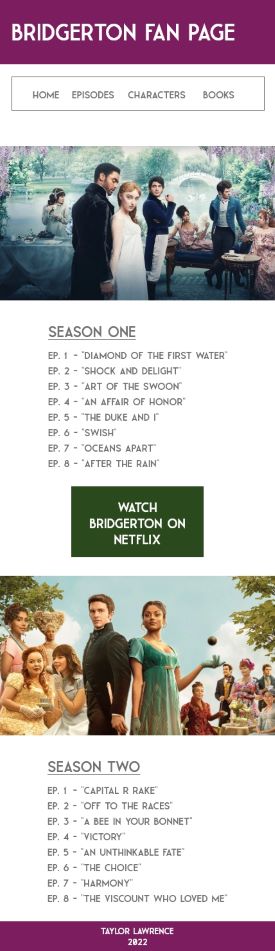 BRIDGERTON FAN PAGE
HOME EPISODES CHARACTERS BOOKS
SEASON ONE
EP. 1 - "DIAMOND OF THE FIRST WATER"
EP. 2 - "SHOCK AND DELIGHT"
EP. 3 - "ART OF THE SWOON"
EP. 4 - "AN AFFAIR OF HONOR"
EP. 5 - "THE DUKE AND I"
EP. 6 - "SWISH"
EP. 7 - "OCEANS APART"
EP. 8 - "AFTER THE RAIN"
WATCH
BRIDGERTON ON
NETFLIX
SEASON TWO
EP. 1 - "CAPITAL R RAKE"
EP. 2 - "OFF TO THE RACES"
EP. 3 - "A BEE IN YOUR BONNET"
EP. 4 - "VICTORY"
EP. 5 - "AN UNTHINKABLE FATE"
EP. 6 - "THE CHOICE"
EP. 7 - "HARMONY"
EP. 8 - "THE VISCOUNT WHO LOVED ME"
TAYLOR LAWRENCE
2022